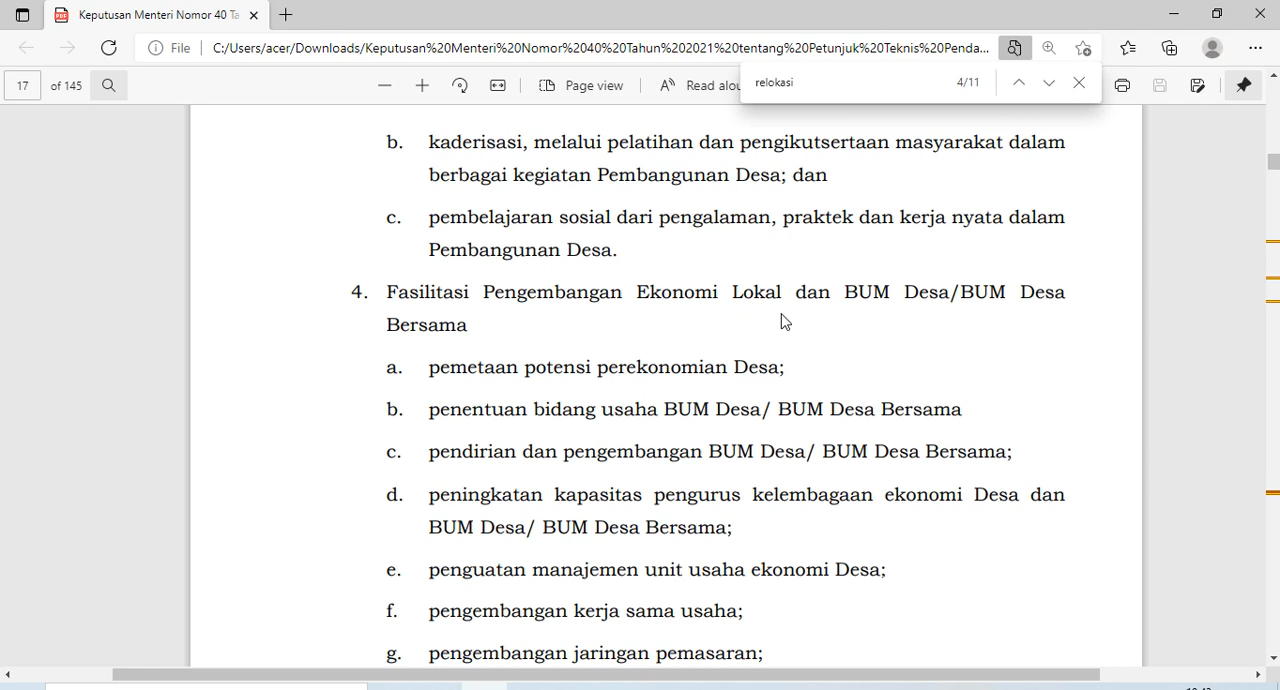 Keputusan Menteri Nomor 40 Ta
File
C:/Users/acer/Downloads/Keputusan%20Menteri%20Nomor%2040%20Tahun%202021%20tentang%20Petunjuk%20Teknis%20Penda...
17 of 145
Page view
Read alou
relokasi 4/11
b. kaderisasi, melalui pelatihan dan pengikutsertaan masyarakat dalam
berbagai kegiatan Pembangunan Desa; dan
c. pembelajaran sosial dari pengalaman, praktek dan kerja nyata dalam
Pembangunan Desa.
4. Fasilitasi Pengembangan Ekonomi Lokal dan BUM Desa/BUM Desa
Bersama
a. pemetaan potensi perekonomian Desa;
b. penentuan bidang usaha BUM Desa/ BUM Desa Bersama
c. pendirian dan pengembangan BUM Desa/ BUM Desa Bersama;
d. peningkatan kapasitas pengurus kelembagaan ekonomi Desa dan
BUM Desa/ BUM Desa Bersama;
e. penguatan manajemen unit usaha ekonomi Desa;
f. pengembangan kerja sama usaha;
g. pengembangan jaringan pemasaran;